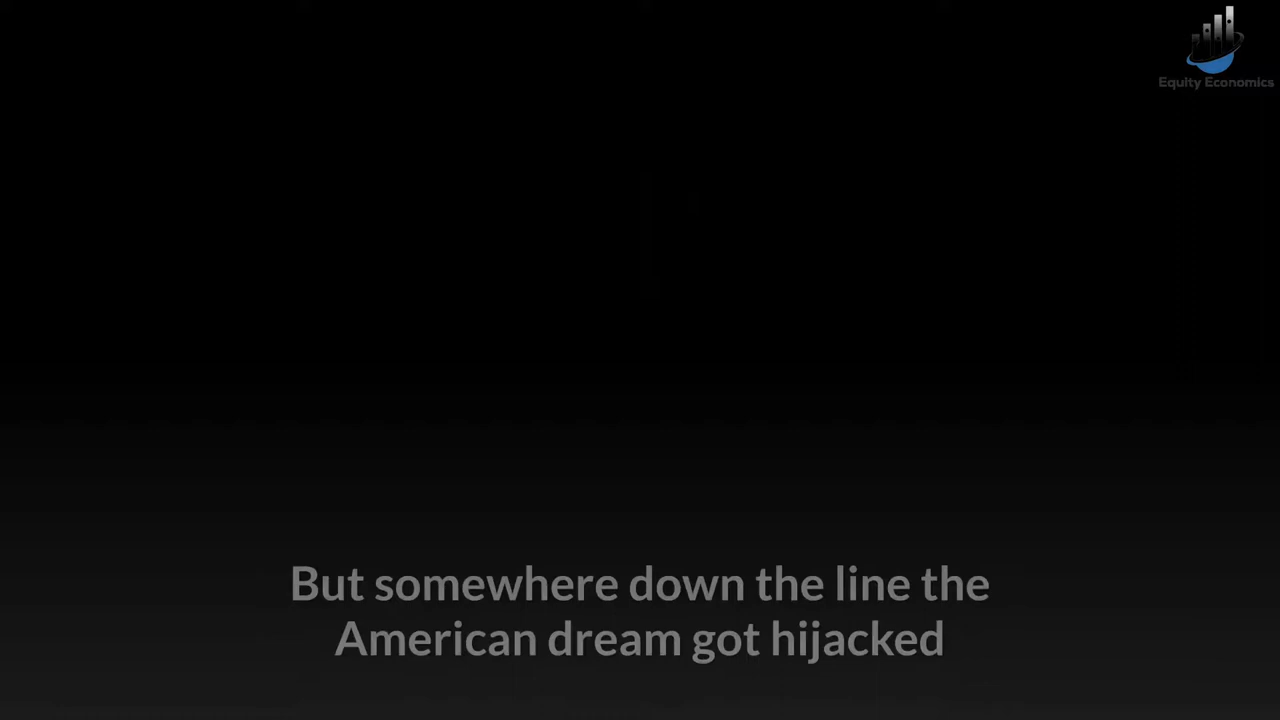 Equity Economics
But somewhere down the line the
American dream got hijacked